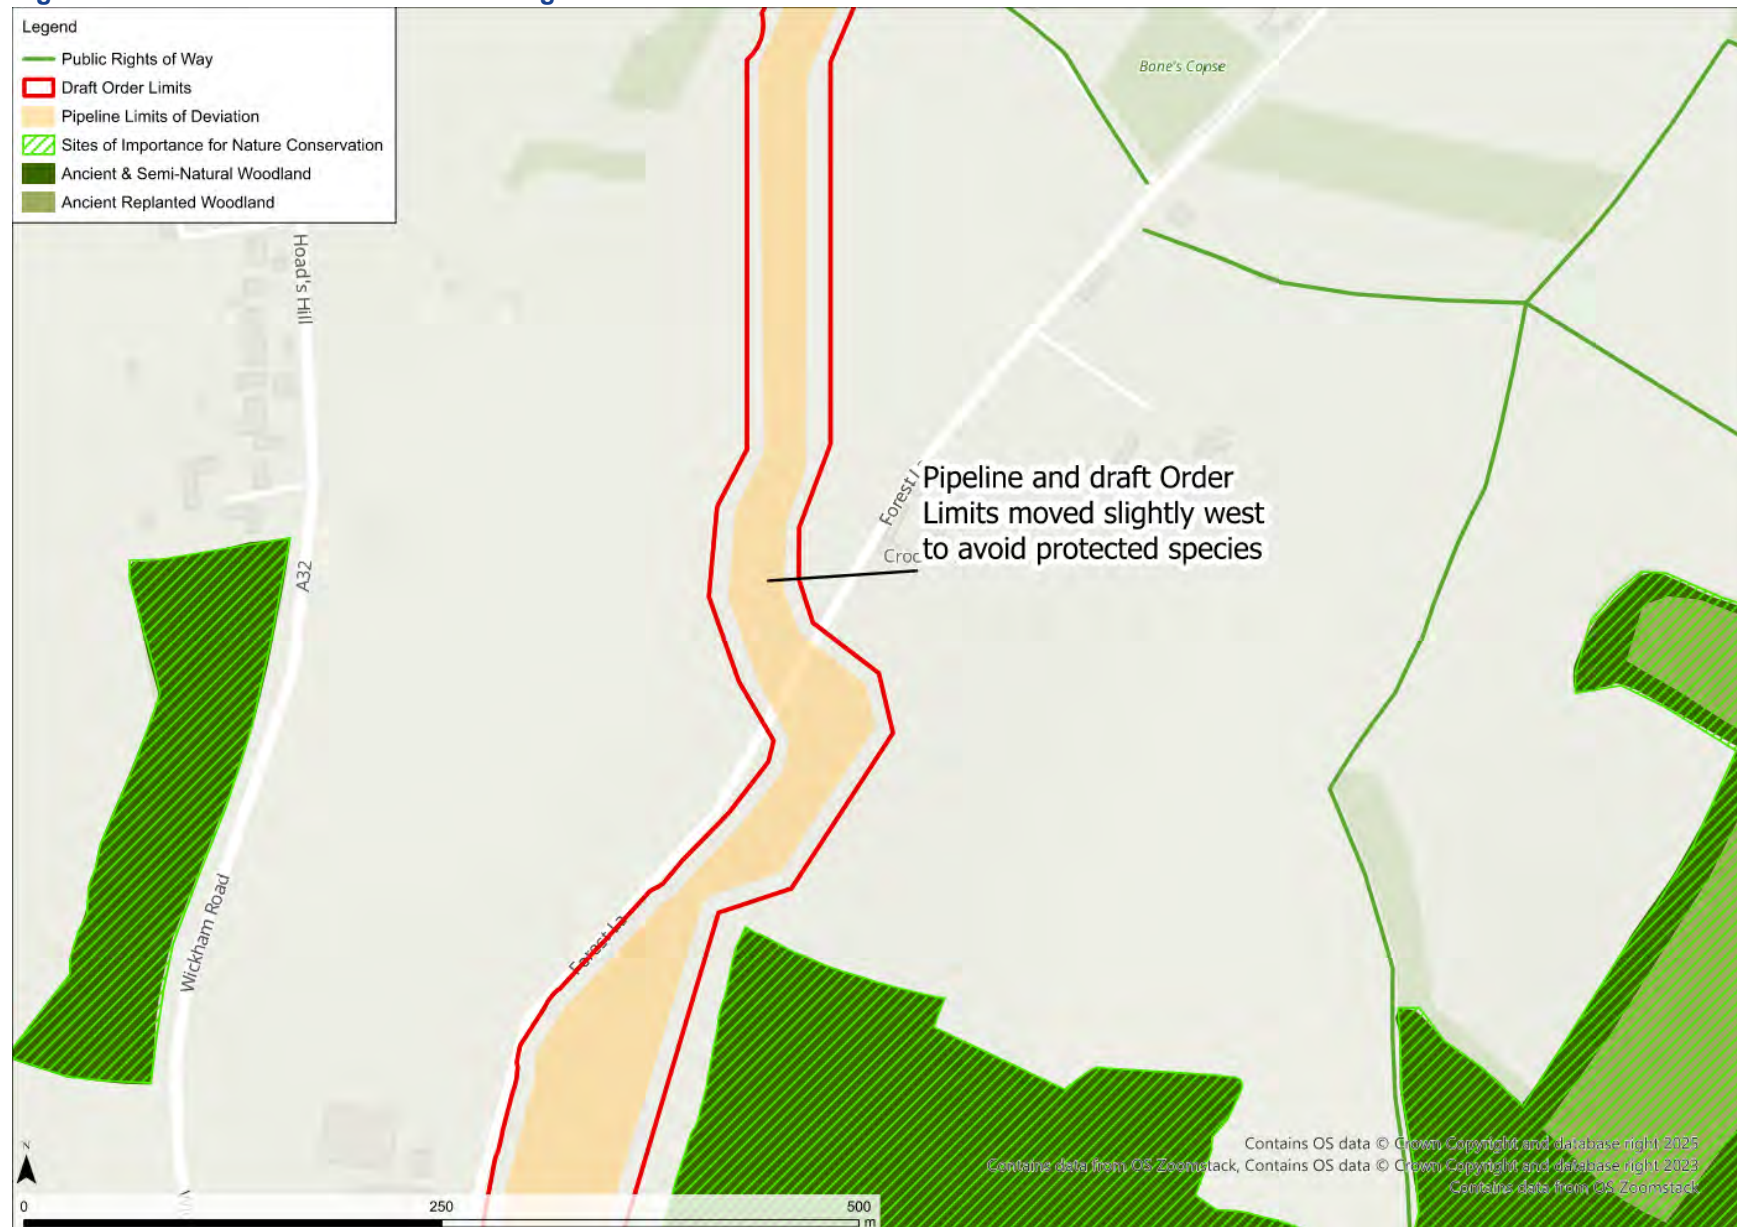 Legend
Public Rights of Way
Draft Order Limits
Pipeline Limits of Deviation
Sites of Importance for Nature Conservation
Ancient & Semi-Natural Woodland
Ancient Replanted Woodland
Bone's Copse
Hoad's Hill
A32
Wickham Road
Forest La
Croc
Pipeline and draft Order
Limits moved slightly west
to avoid protected species
Forest La
Contains OS data © Crown Copyright and database right 2025
Contains data from OS Zoomstack, Contains OS data © Crown Copyright and database right 2023
Contains data from OS Zoomstack
N
0 250 500
m